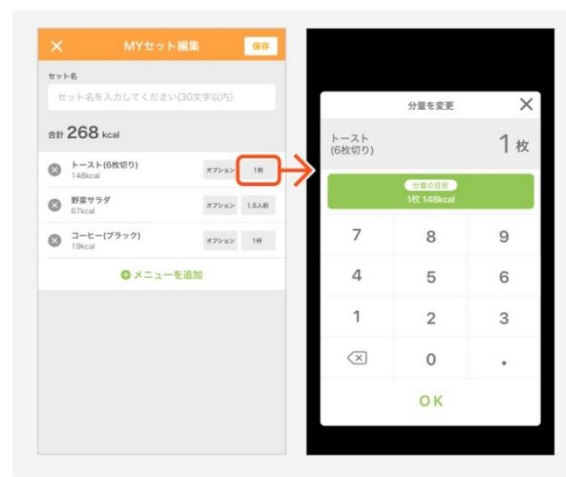 MYセット編集
保存
セット名
セット名を入力してください(30文字以内)
合計 268 kcal
トースト(6枚切り)
148kcal
オプション
1枚
野菜サラダ
67kcal
オプション
1.5人前
コーヒー(ブラック)
19kcal
オプション
1杯
メニューを追加
分量を変更
トースト
(6枚切り)
1枚
分量の目安
1枚 148kcal
7 8 9
4 5 6
1 2 3
0 .
OK